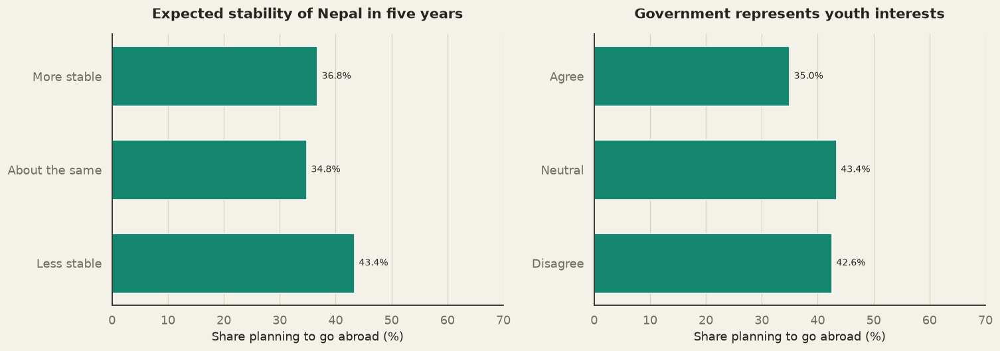 Expected stability of Nepal in five years
More stable
36.8%
About the same
34.8%
Less stable
43.4%
0 10 20 30 40 50 60 70
Share planning to go abroad (%)
Government represents youth interests
Agree
35.0%
Neutral
43.4%
Disagree
42.6%
0 10 20 30 40 50 60 70
Share planning to go abroad (%)